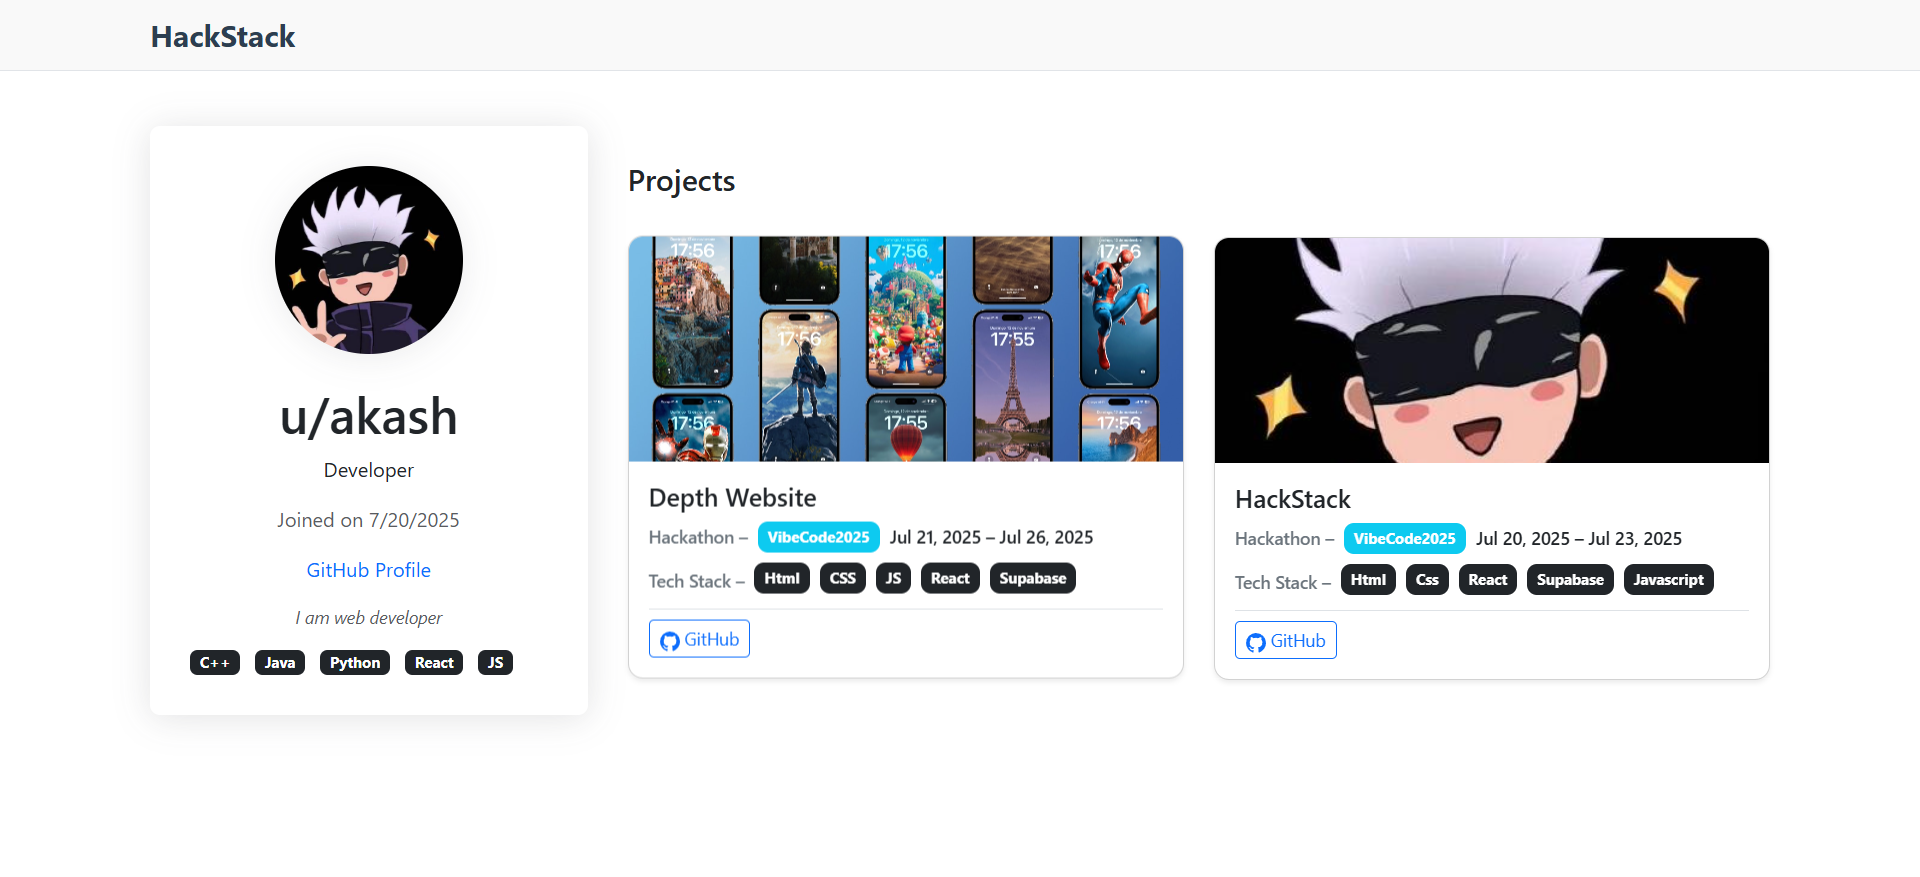 HackStack
u/akash
Developer
Joined on 7/20/2025
GitHub Profile
I am web developer
C++ Java Python React JS
Projects
17:56 17:56 17:56
17:56 17:55
17:56 17:55 17:56
Depth Website
Hackathon – VibeCode2025 Jul 21, 2025 – Jul 26, 2025
Tech Stack – Html CSS JS React Supabase
GitHub
HackStack
Hackathon – VibeCode2025 Jul 20, 2025 – Jul 23, 2025
Tech Stack – Html Css React Supabase Javascript
GitHub